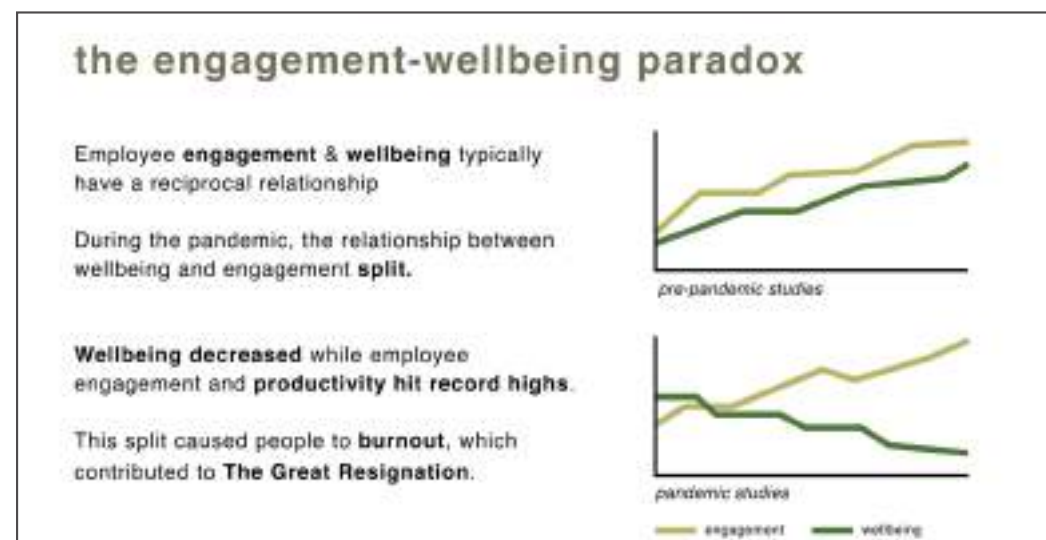 the engagement-wellbeing paradox
Employee engagement & wellbeing typically
have a reciprocal relationship
During the pandemic, the relationship between
wellbeing and engagement split.
pre-pandemic studies
Wellbeing decreased while employee
engagement and productivity hit record highs.
This split caused people to burnout, which
contributed to The Great Resignation.
pandemic studies
engagement wellbeing